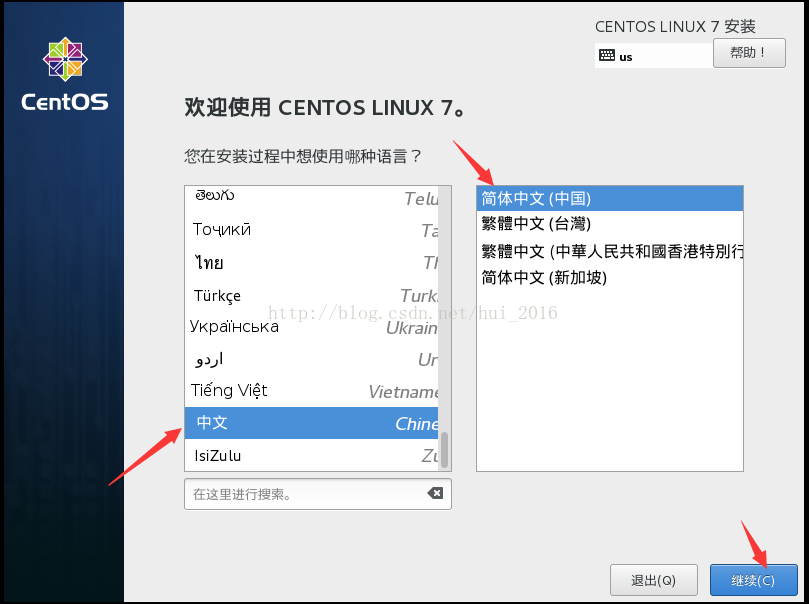 CentOS
CENTOS LINUX 7 安装
us
帮助！
欢迎使用 CENTOS LINUX 7。
您在安装过程中想使用哪种语言？
తెలుగు Telu
Тоҷикӣ Ta
ไทย Th
Türkçe Turki
Українська Ukrain
اردو Ur
Tiếng Việt Vietname
中文 Chine
IsiZulu Zu
在这里进行搜索。
简体中文 (中国)
繁體中文 (台灣)
繁體中文 (中華人民共和國香港特別行
简体中文 (新加坡)
http://blog.csdn.net/hui_2016
退出(Q)
继续(C)